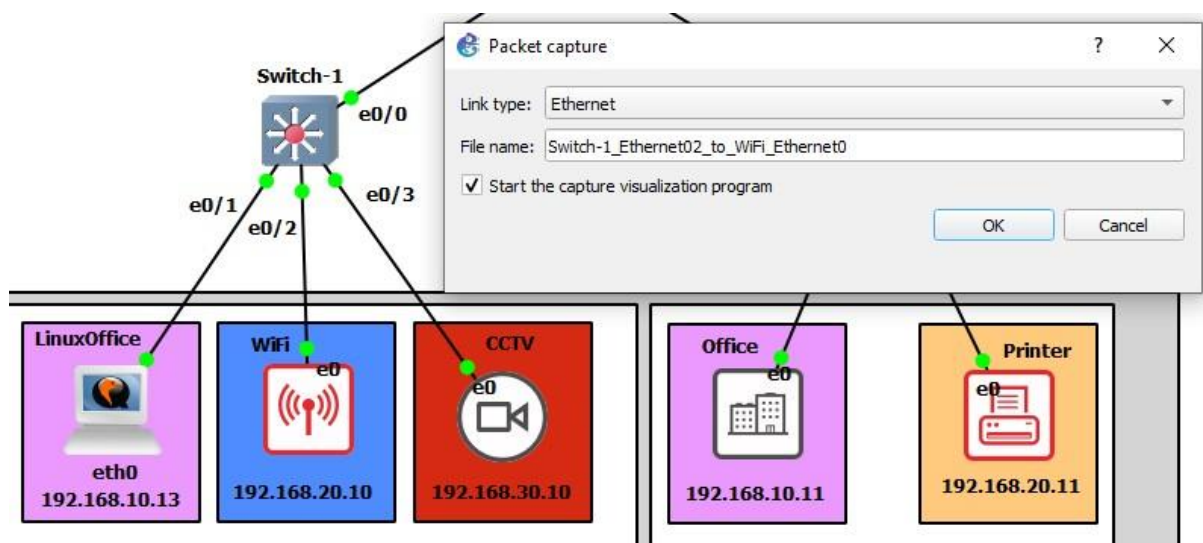 Packet capture
?
Link type:
Ethernet
File name:
Switch-1_Ethernet02_to_WiFi_Ethernet0
Start the capture visualization program
OK
Cancel
Switch-1
e0/0
e0/1
e0/2
e0/3
LinuxOffice
eth0
192.168.10.13
WiFi
e0
192.168.20.10
CCTV
e0
192.168.30.10
Office
e0
192.168.10.11
Printer
e0
192.168.20.11